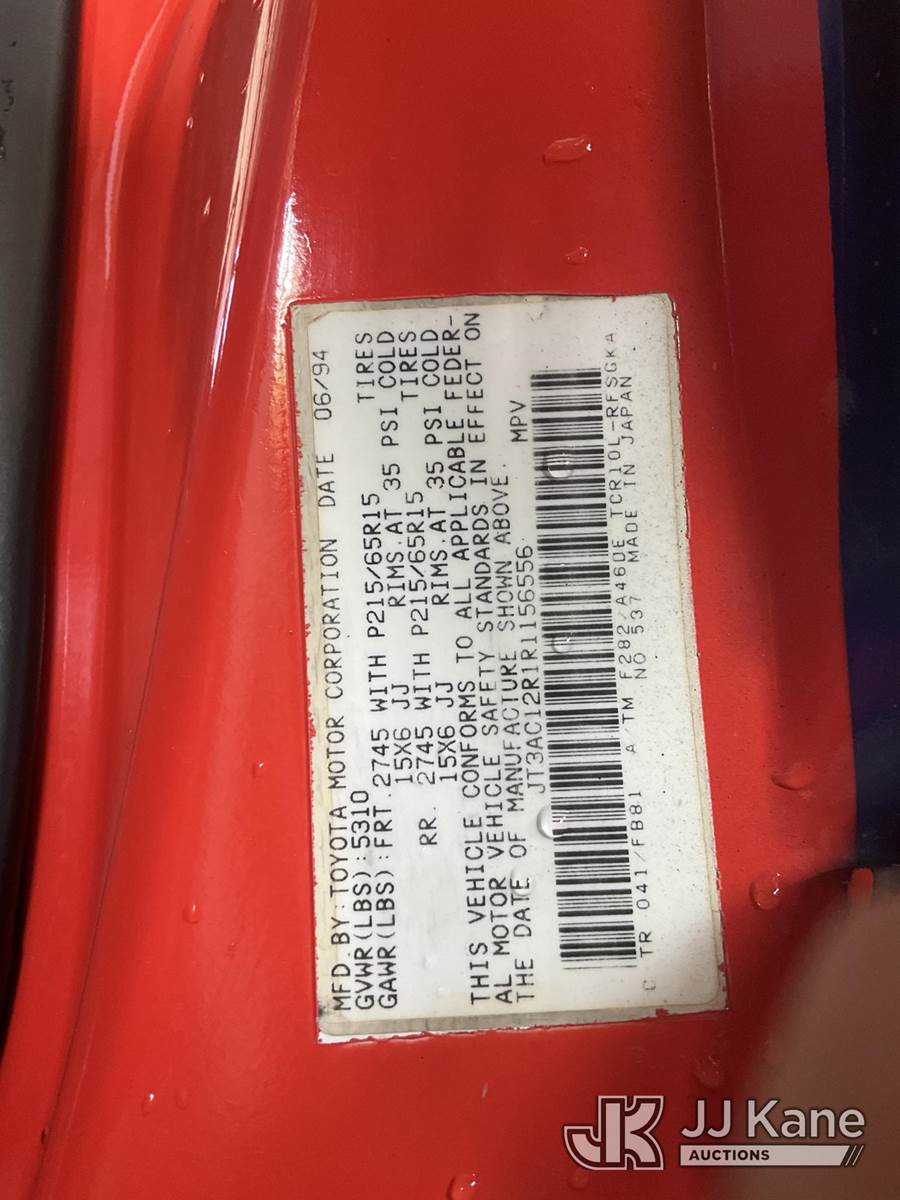 MFD.BY:TOYOTA MOTOR CORPORATION DATE 06/94
GVWR(LBS):5310
GAWR(LBS):FRT 2745 WITH P215/65R15 TIRES
15X6 JJ RIMS.AT 35 PSI COLD
RR. 2745 WITH P215/65R15 TIRES
15X6 JJ RIMS.AT 35 PSI COLD
THIS VEHICLE CONFORMS TO ALL APPLICABLE FEDER-
AL MOTOR VEHICLE SAFETY STANDARDS IN EFFECT ON
THE DATE OF MANUFACTURE SHOWN ABOVE.
JT3AC12R1R1156556 MPV
C TR 041/FB81 A TM F282/A460E TCR10L-RFSGKA
NO 537 MADE IN JAPAN
JK JJ Kane
AUCTIONS